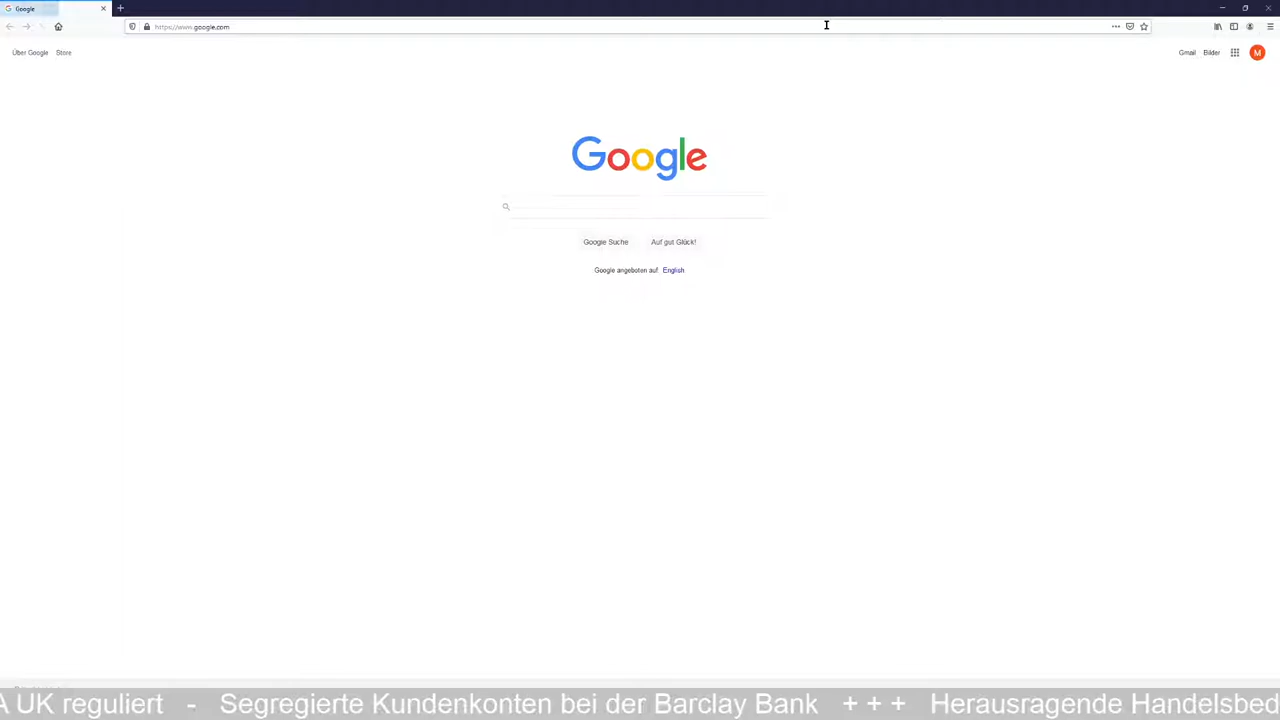 Google
https://www.google.com
Über Google Store
Gmail Bilder M
Google
Google Suche Auf gut Glück!
Google angeboten auf: English
A UK reguliert - Segregierte Kundenkonten bei der Barclay Bank + + + Herausragende Handelsbed